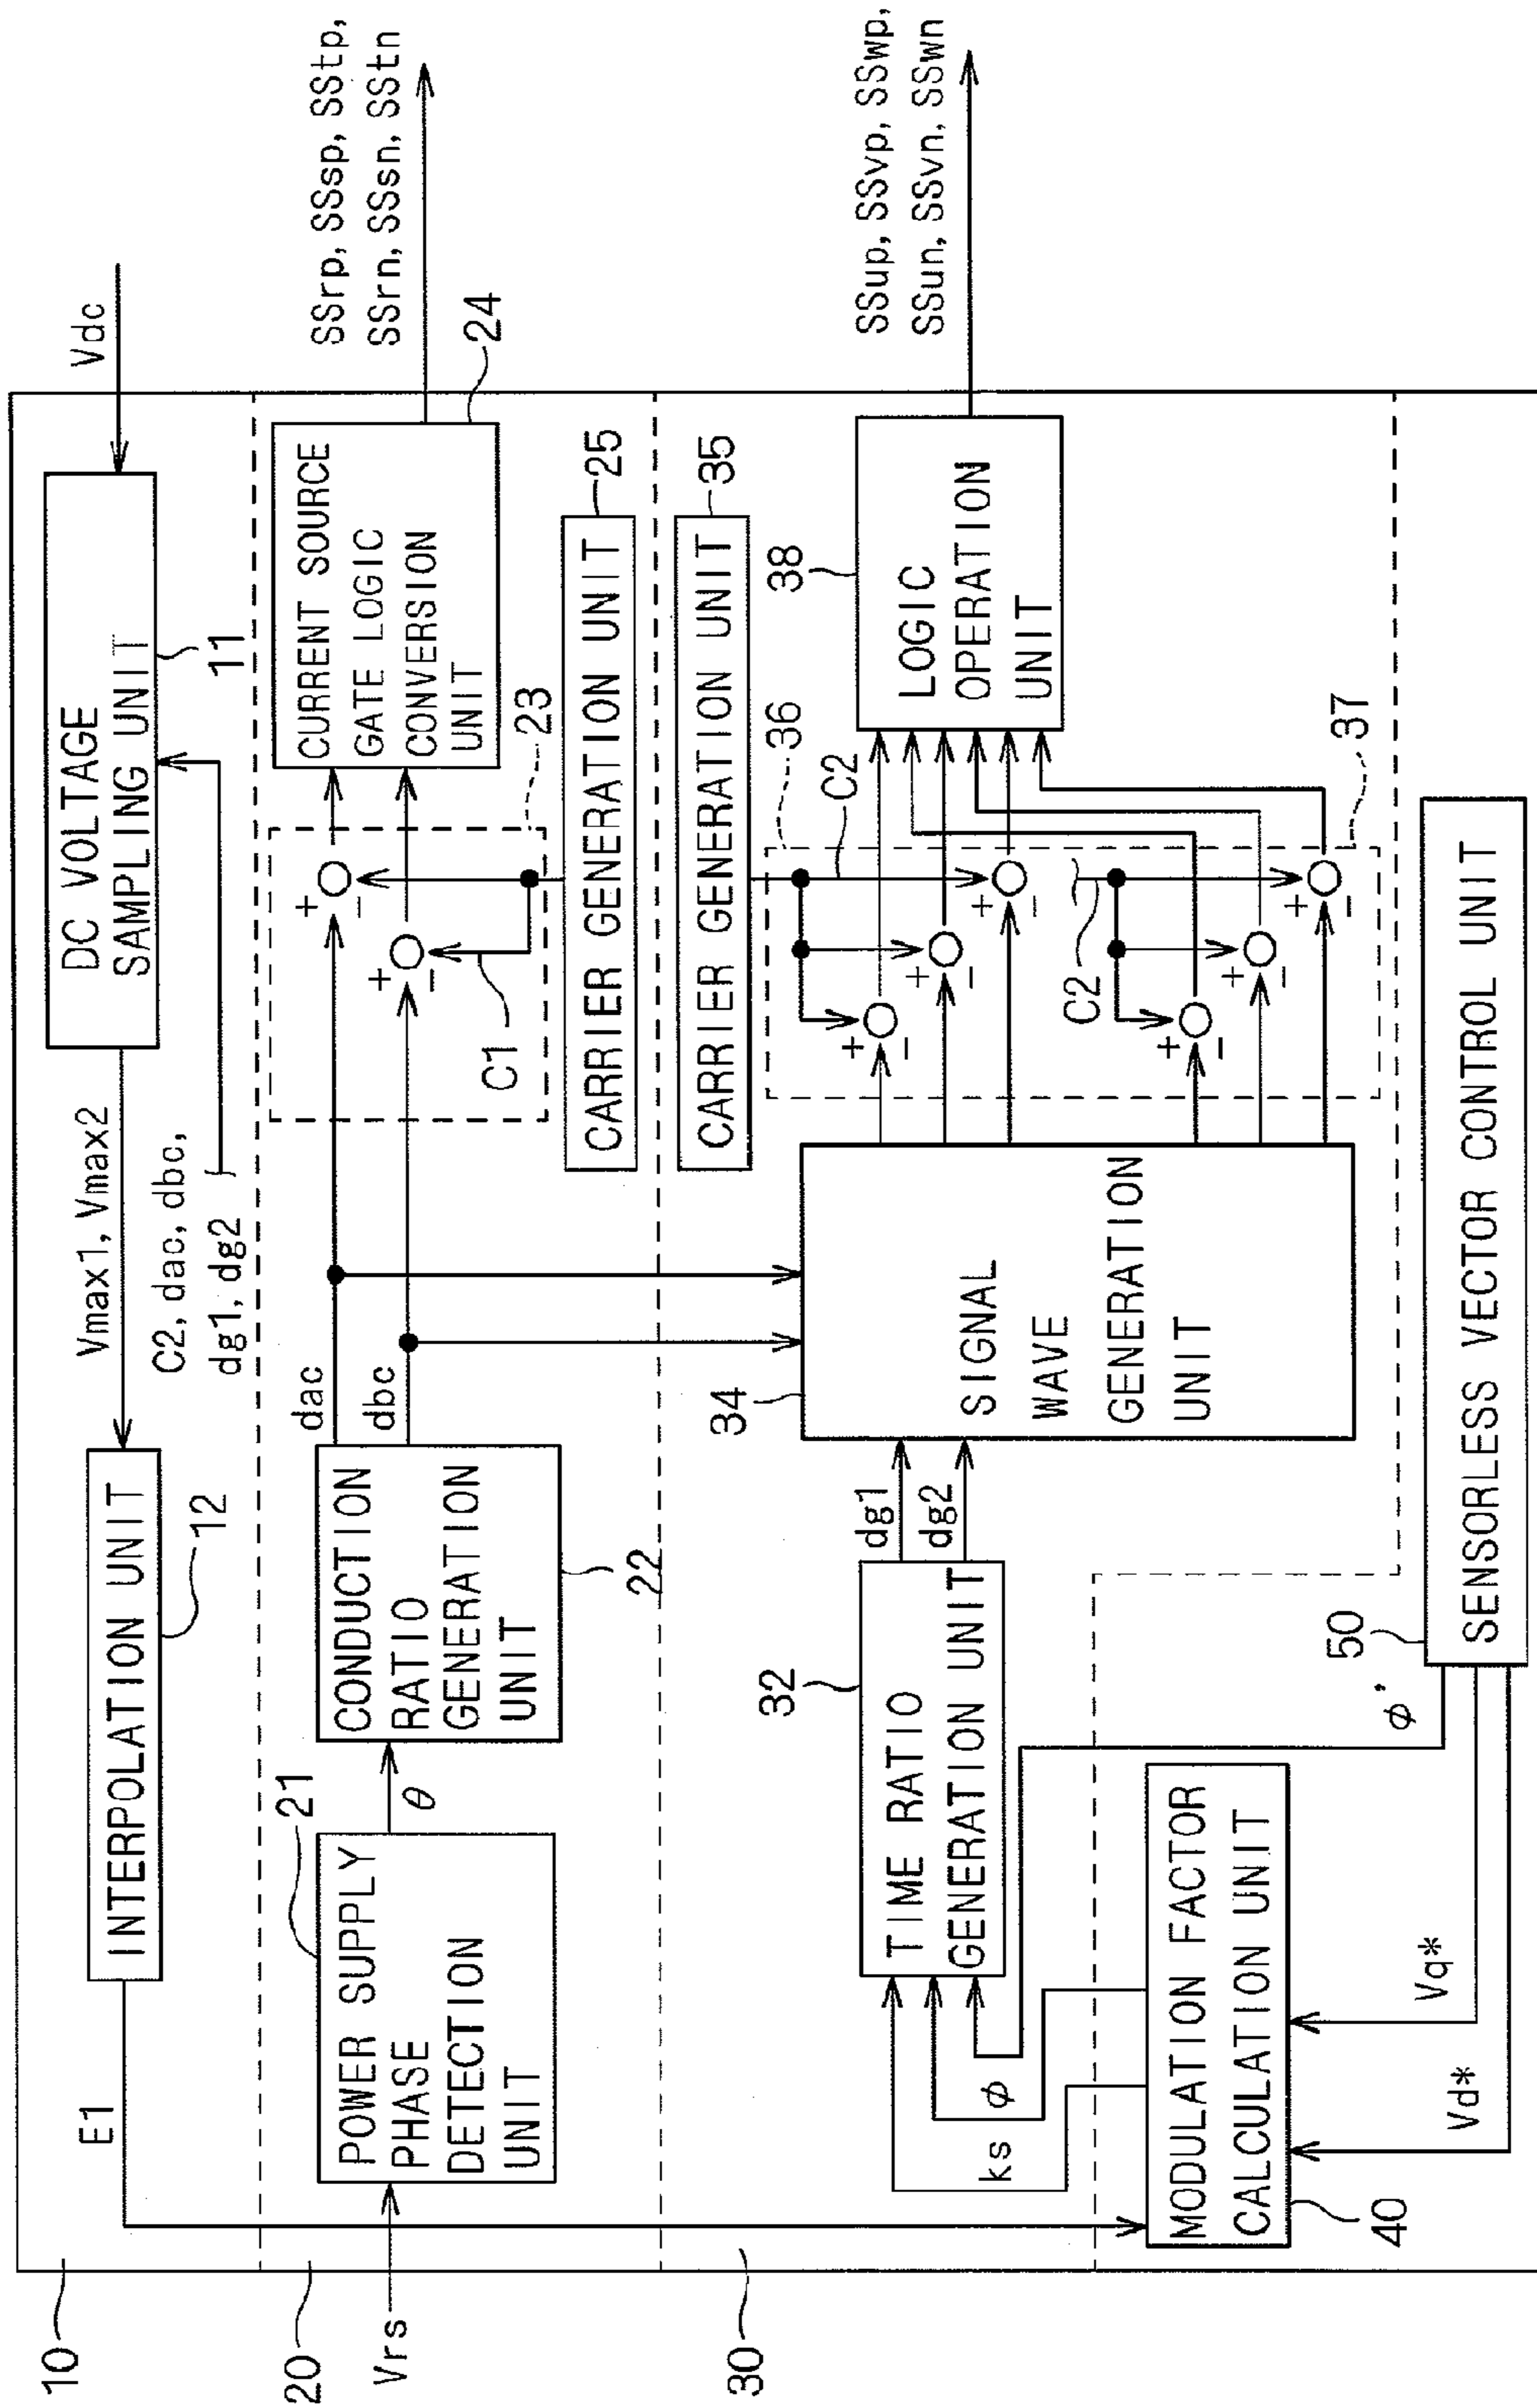 10
E1
INTERPOLATION UNIT
12
Vmax1, Vmax2
C2, dac, dbc,
dg1, dg2
DC VOLTAGE
SAMPLING UNIT
11
Vdc
20
Vrs
21
POWER SUPPLY
PHASE
DETECTION
UNIT
θ
CONDUCTION
RATIO
GENERATION
UNIT
22
dac
dbc
+
−
+
−
C1
23
CURRENT SOURCE
GATE LOGIC
CONVERSION
UNIT
24
SSrp, SSsp, SStp,
SSrn, SSsn, SStn
CARRIER GENERATION UNIT
25
30
CARRIER GENERATION UNIT
35
32
TIME RATIO
GENERATION UNIT
dg1
dg2
34
SIGNAL
WAVE
GENERATION
UNIT
36
C2
+
−
+
−
+
−
C2
+
−
+
−
+
−
37
38
LOGIC
OPERATION
UNIT
SSup, SSvp, SSwp,
SSun, SSvn, SSwn
ks
φ
φ'
MODULATION FACTOR
CALCULATION UNIT
40
Vd*
Vq*
50
SENSORLESS VECTOR CONTROL UNIT